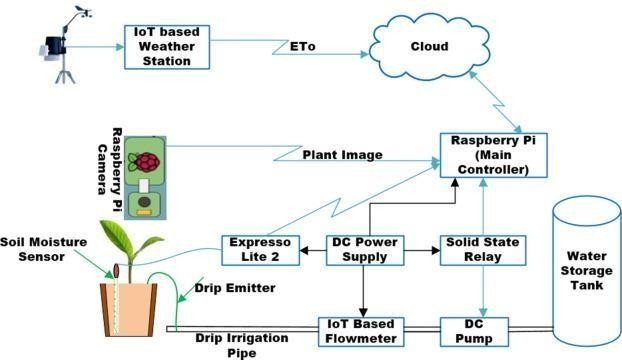 IoT based
Weather
Station
ETo
Cloud
Raspberry Pi
Camera
Plant Image
Raspberry Pi
(Main
Controller)
Soil Moisture
Sensor
Expresso
Lite 2
DC Power
Supply
Solid State
Relay
Water
Storage
Tank
Drip Emitter
Drip Irrigation
Pipe
IoT Based
Flowmeter
DC
Pump